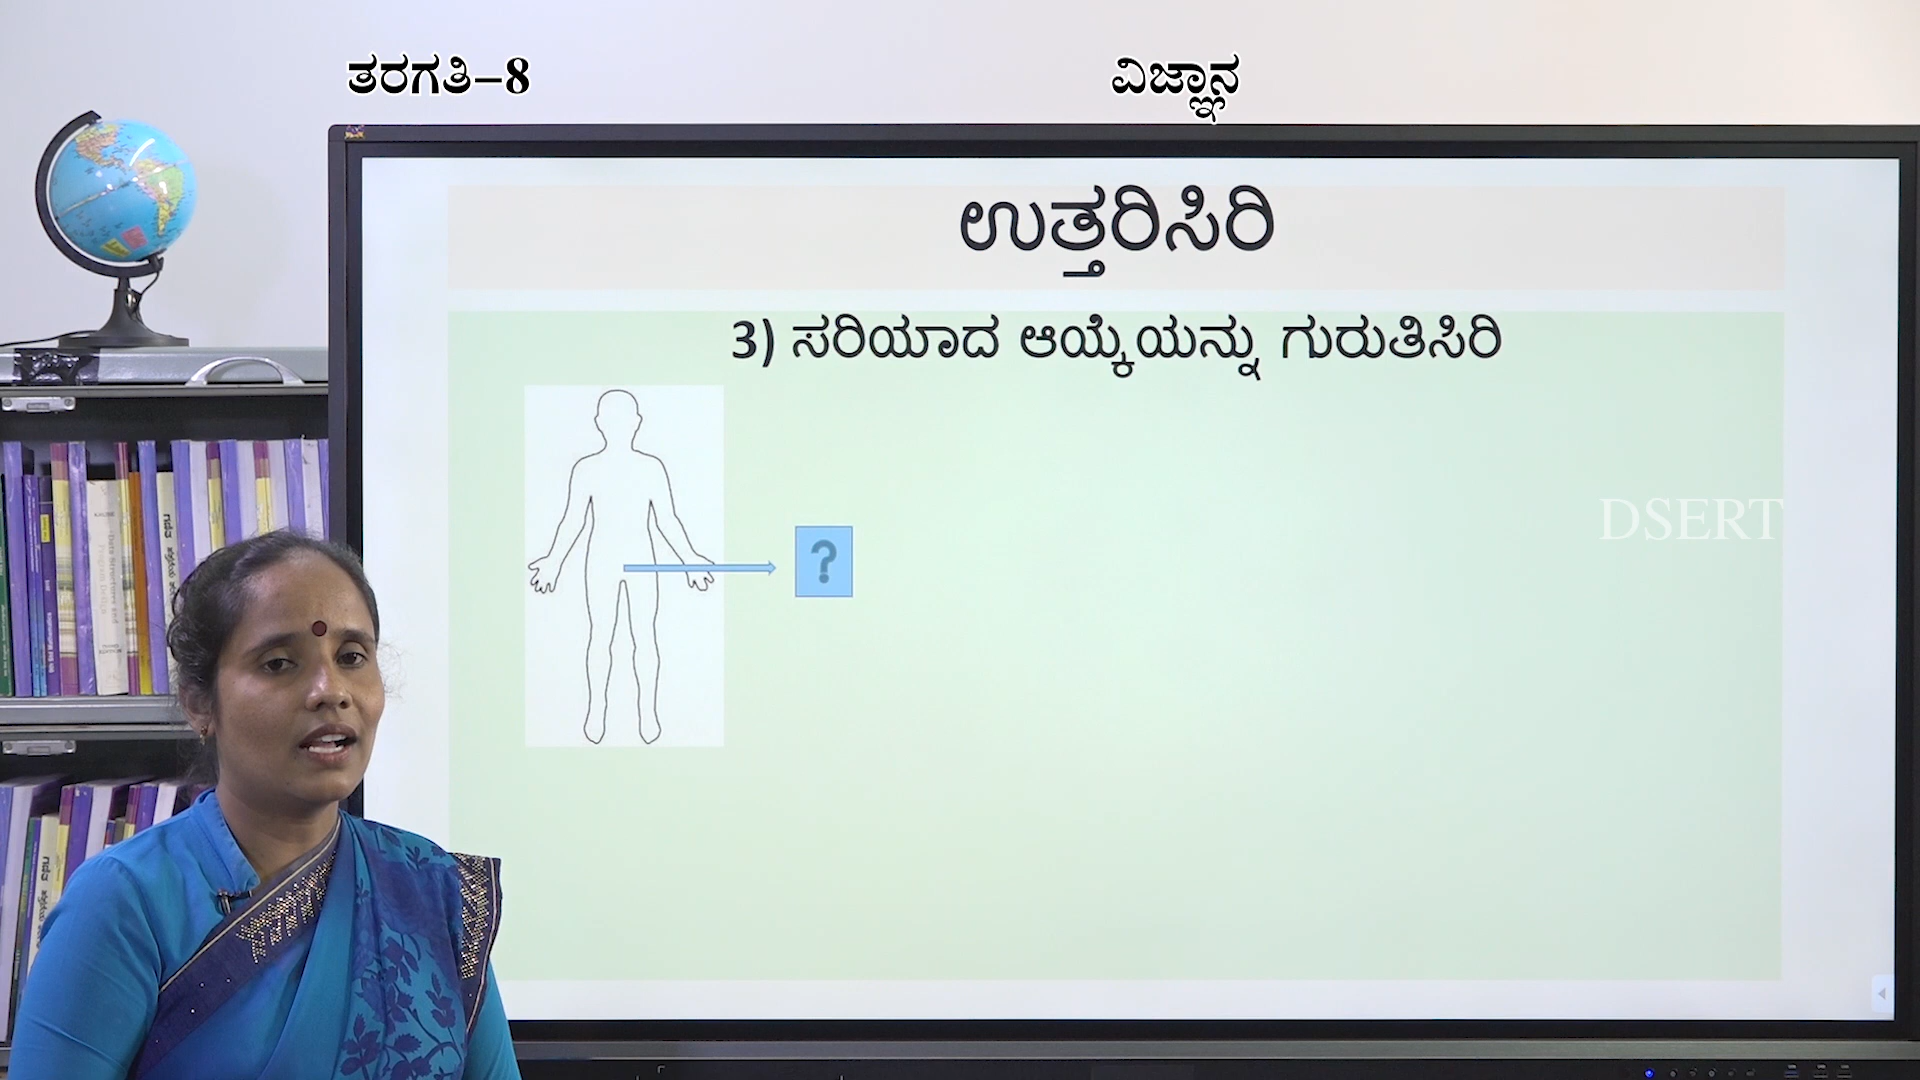 ತರಗತಿ–8
ವಿಜ್ಞಾನ
ಉತ್ತರಿಸಿರಿ
3) ಸರಿಯಾದ ಆಯ್ಕೆಯನ್ನು ಗುರುತಿಸಿರಿ
?
DSERT